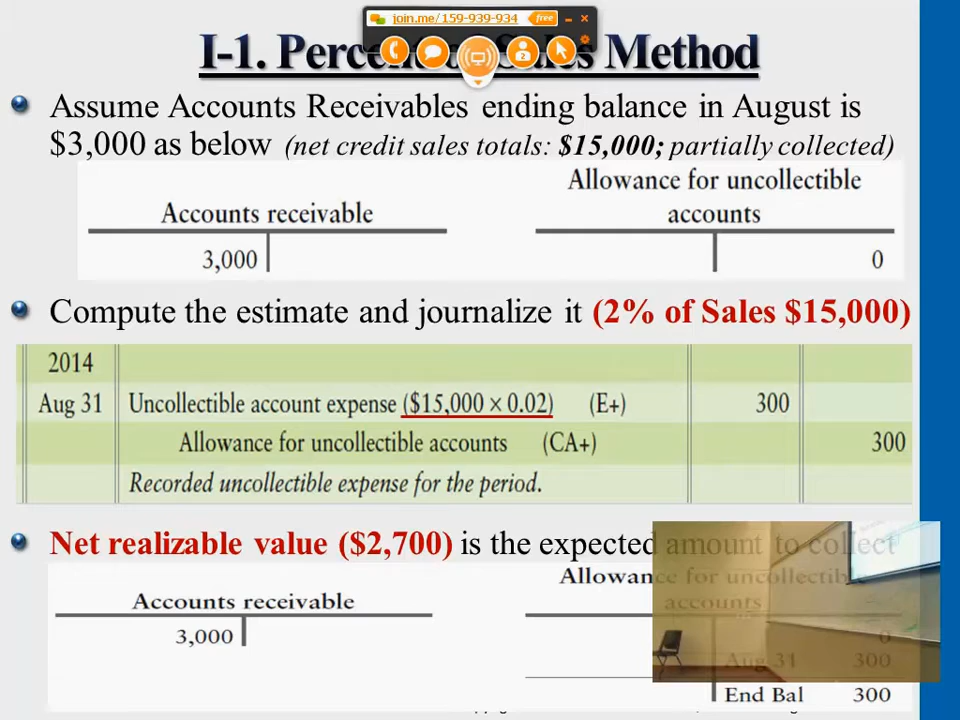 join.me/159-939-934 free
2
I-1. Percent Sales Method
Assume Accounts Receivables ending balance in August is
$3,000 as below (net credit sales totals: $15,000; partially collected)
Allowance for uncollectible
Accounts receivable accounts
3,000 0
Compute the estimate and journalize it (2% of Sales $15,000)
2014
Aug 31 Uncollectible account expense ($15,000 × 0.02) (E+) 300
Allowance for uncollectible accounts (CA+) 300
Recorded uncollectible expense for the period.
Net realizable value ($2,700) is the expected amount to collect
Allowance for uncollectible
Accounts receivable accounts
3,000 0
Aug 31 300
End Bal 300